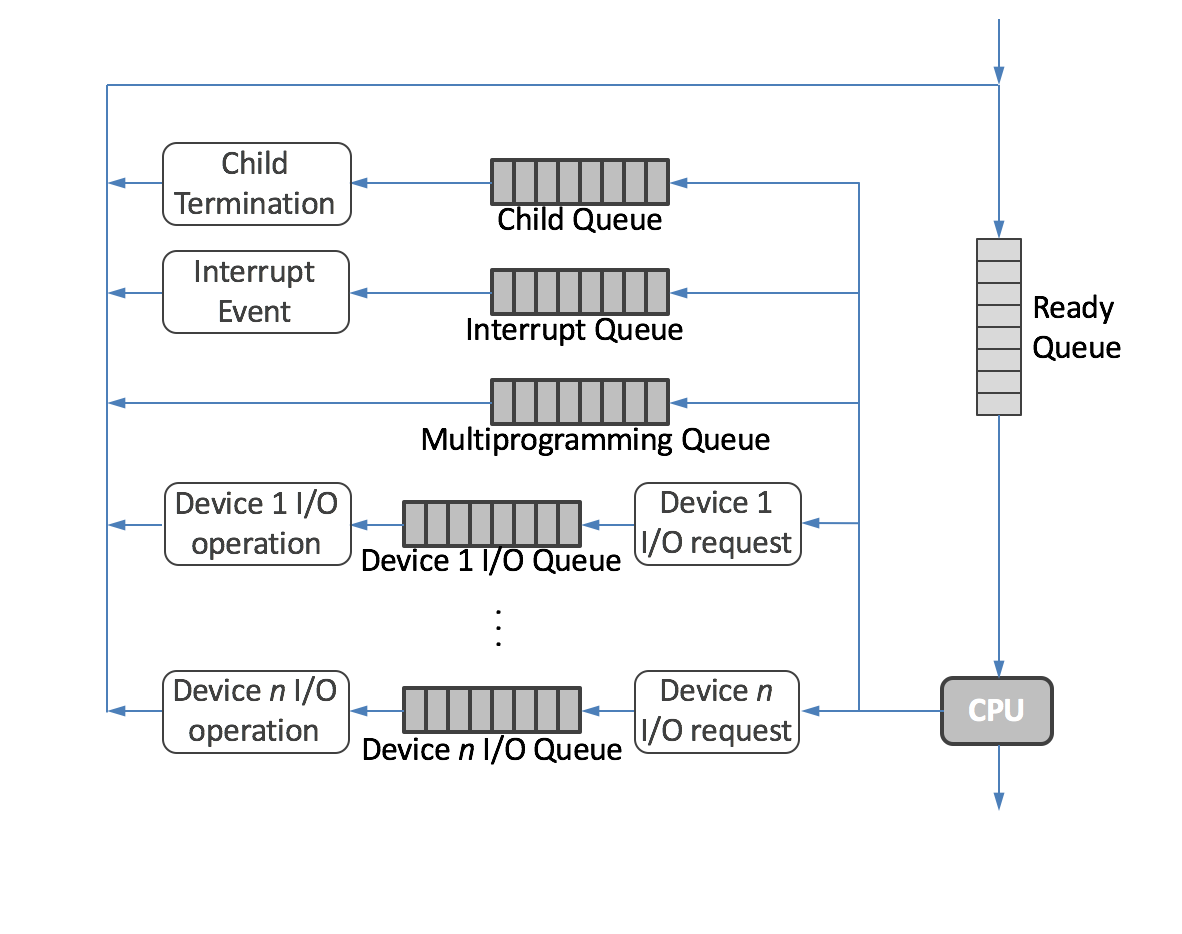 Child
Termination
Child Queue
Interrupt
Event
Interrupt Queue
Ready
Queue
Multiprogramming Queue
Device 1 I/O
operation
Device 1 I/O Queue
Device 1
I/O request
⋮
Device n I/O
operation
Device n I/O Queue
Device n
I/O request
CPU